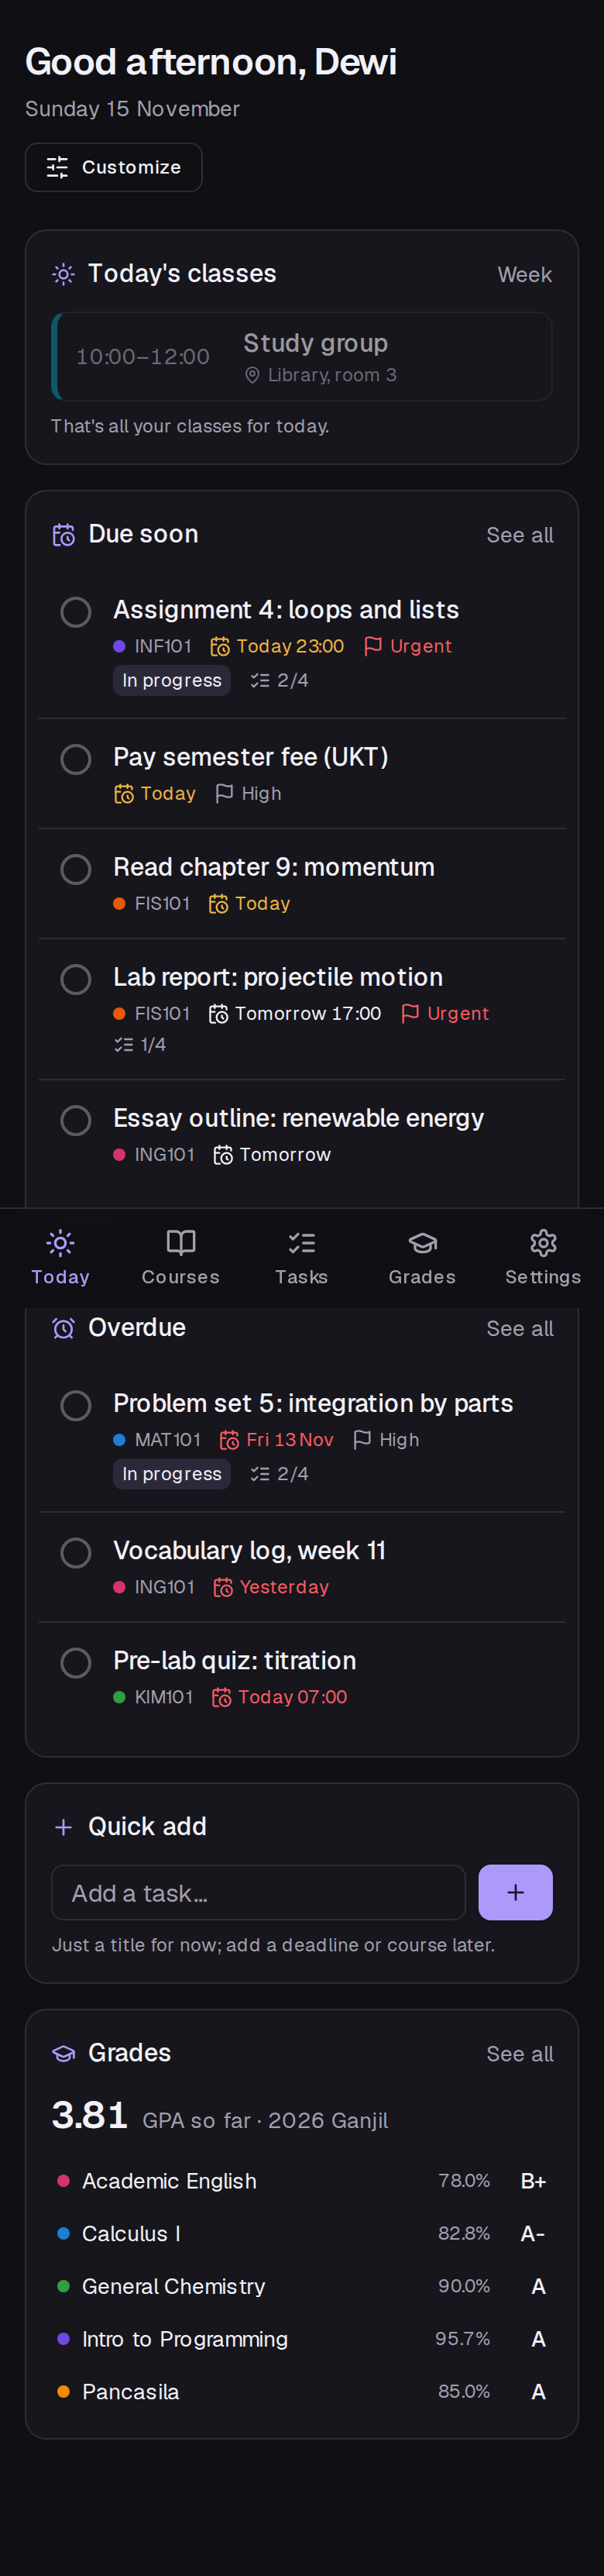 Good afternoon, Dewi
Sunday 15 November
Customize
Today's classes
Week
10:00–12:00
Study group
Library, room 3
That's all your classes for today.
Due soon
See all
Assignment 4: loops and lists
INF101 Today 23:00 Urgent
In progress 2/4
Pay semester fee (UKT)
Today High
Read chapter 9: momentum
FIS101 Today
Lab report: projectile motion
FIS101 Tomorrow 17:00 Urgent
1/4
Essay outline: renewable energy
ING101 Tomorrow
Today Courses Tasks Grades Settings
Overdue
See all
Problem set 5: integration by parts
MAT101 Fri 13 Nov High
In progress 2/4
Vocabulary log, week 11
ING101 Yesterday
Pre-lab quiz: titration
KIM101 Today 07:00
Quick add
Add a task...
Just a title for now; add a deadline or course later.
Grades
See all
3.81 GPA so far · 2026 Ganjil
Academic English 78.0% B+
Calculus I 82.8% A-
General Chemistry 90.0% A
Intro to Programming 95.7% A
Pancasila 85.0% A